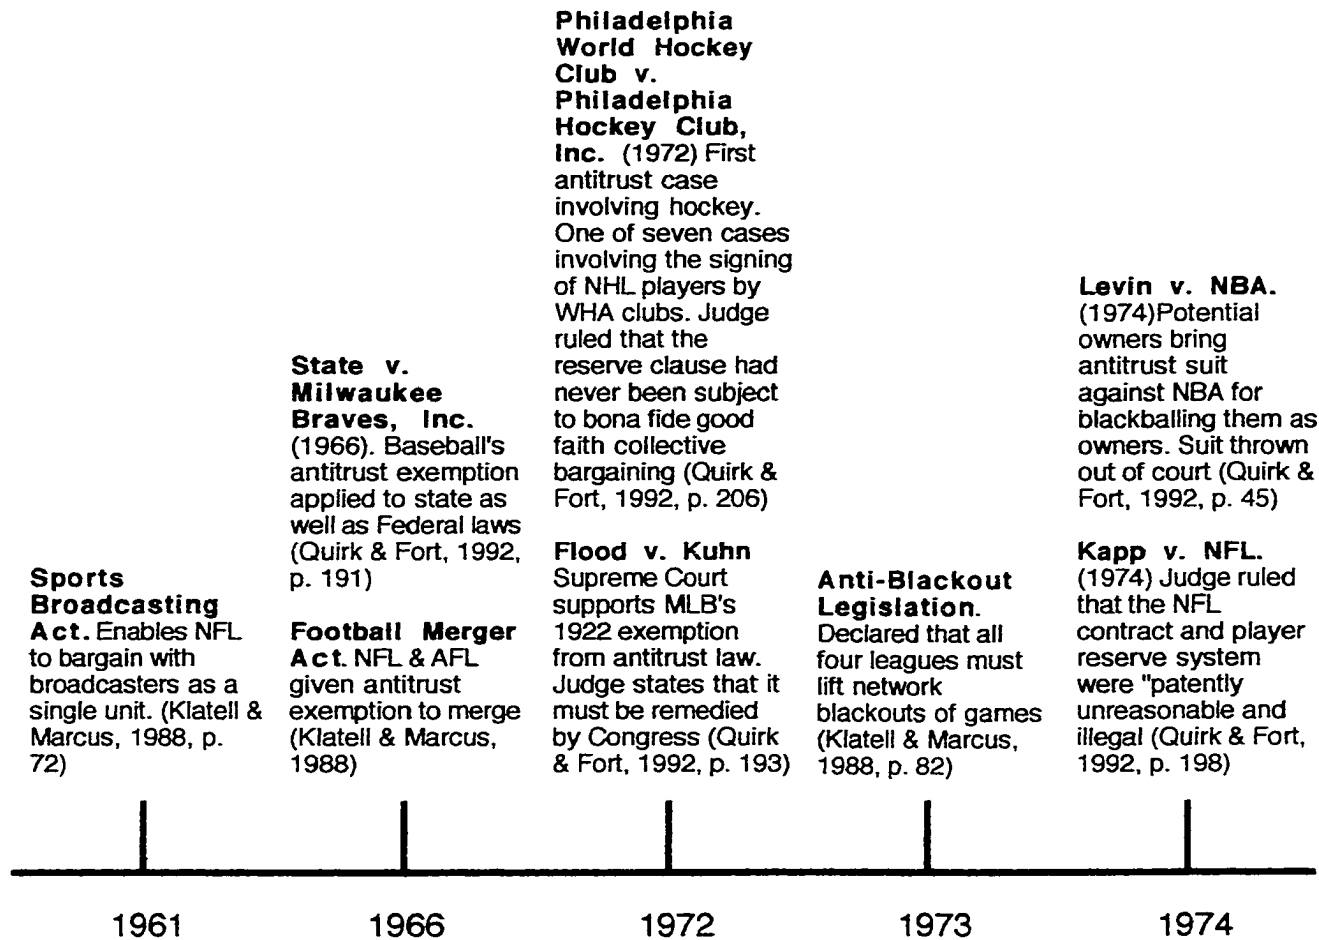 Sports
Broadcasting
Act. Enables NFL
to bargain with
broadcasters as a
single unit. (Klatell &
Marcus, 1988, p.
72)
State v.
Milwaukee
Braves, Inc.
(1966). Baseball's
antitrust exemption
applied to state as
well as Federal laws
(Quirk & Fort, 1992,
p. 191)
Football Merger
Act. NFL & AFL
given antitrust
exemption to merge
(Klatell & Marcus,
1988)
Philadelphia
World Hockey
Club v.
Philadelphia
Hockey Club,
Inc. (1972) First
antitrust case
involving hockey.
One of seven cases
involving the signing
of NHL players by
WHA clubs. Judge
ruled that the
reserve clause had
never been subject
to bona fide good
faith collective
bargaining (Quirk &
Fort, 1992, p. 206)
Flood v. Kuhn
Supreme Court
supports MLB's
1922 exemption
from antitrust law.
Judge states that it
must be remedied
by Congress (Quirk
& Fort, 1992, p. 193)
Anti-Blackout
Legislation.
Declared that all
four leagues must
lift network
blackouts of games
(Klatell & Marcus,
1988, p. 82)
Levin v. NBA.
(1974)Potential
owners bring
antitrust suit
against NBA for
blackballing them as
owners. Suit thrown
out of court (Quirk &
Fort, 1992, p. 45)
Kapp v. NFL.
(1974) Judge ruled
that the NFL
contract and player
reserve system
were "patently
unreasonable and
illegal (Quirk & Fort,
1992, p. 198)
1961 1966 1972 1973 1974